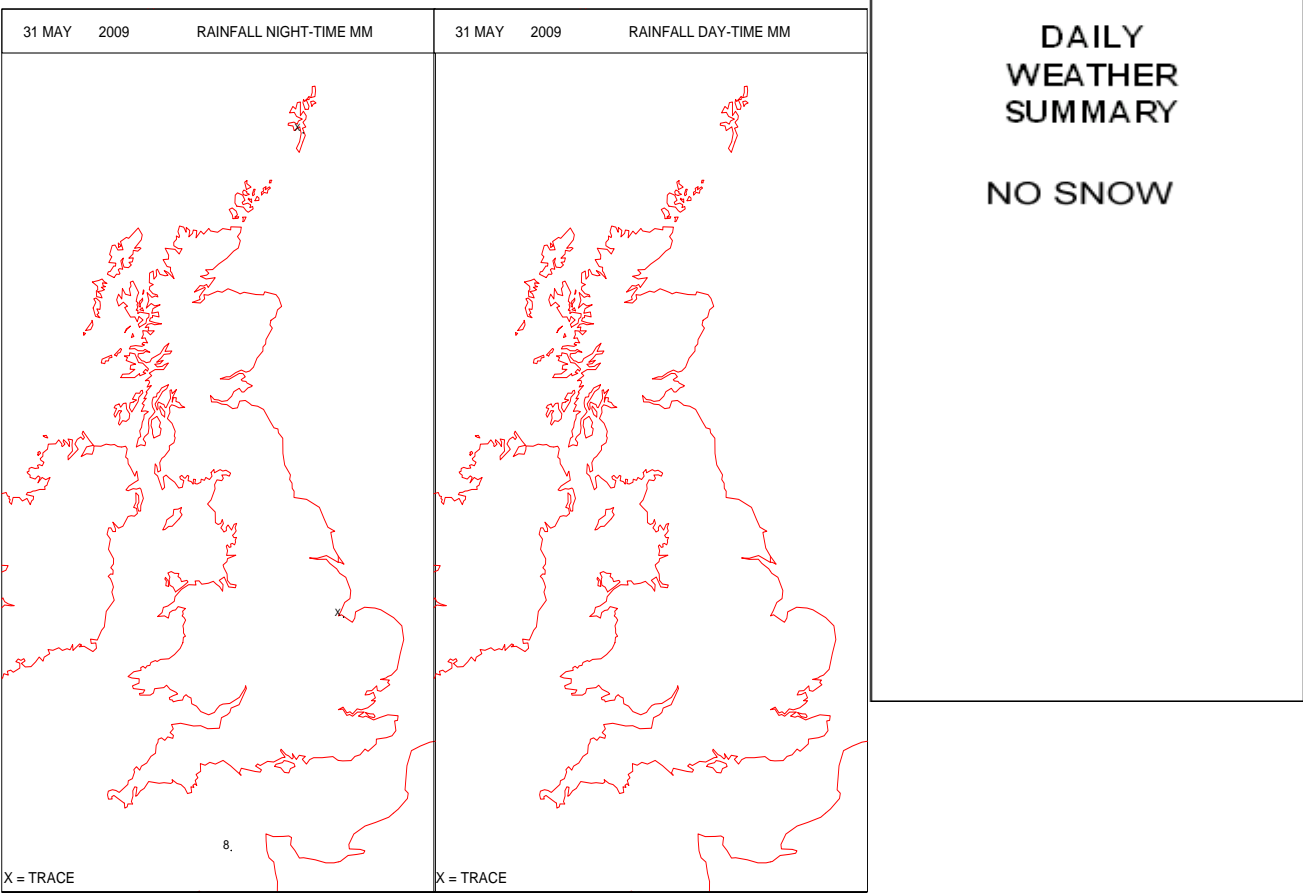 31 MAY 2009 RAINFALL NIGHT-TIME MM
31 MAY 2009 RAINFALL DAY-TIME MM
DAILY
WEATHER
SUMMARY
NO SNOW
X
X
8
X = TRACE
X = TRACE